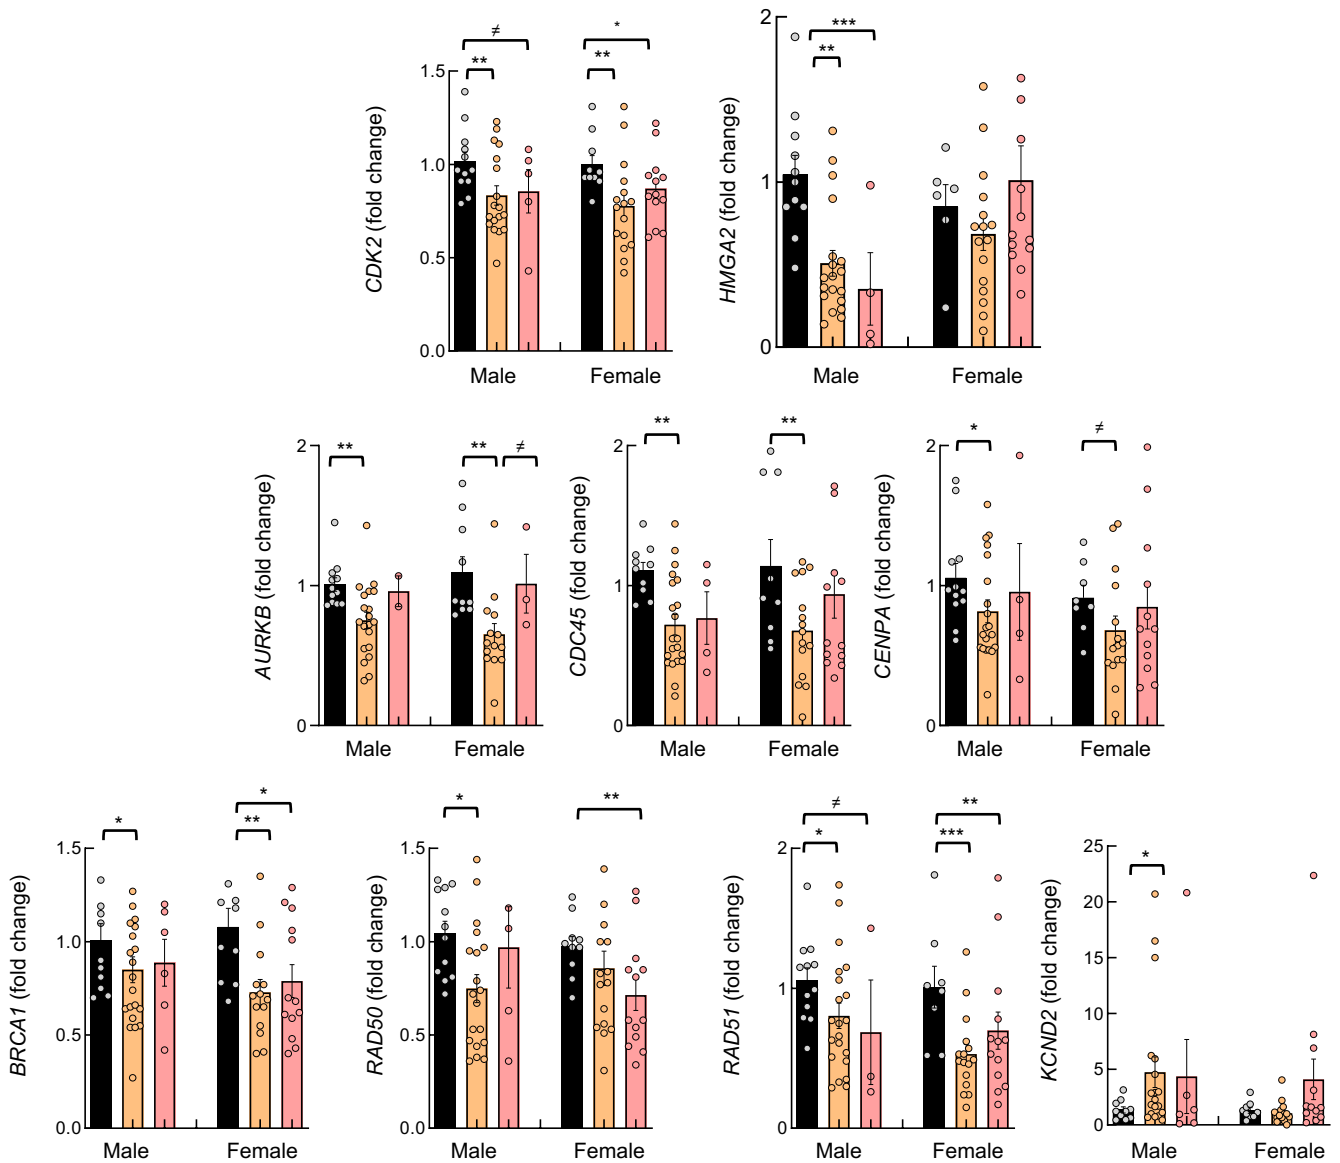 CDK2 (fold change)
1.5
1.0
0.5
0.0
≠
**
*
**
Male
Female
HMGA2 (fold change)
2
1
0
***
**
Male
Female
AURKB (fold change)
2
1
0
**
**
≠
Male
Female
CDC45 (fold change)
2
1
0
**
**
Male
Female
CENPA (fold change)
2
1
0
*
≠
Male
Female
BRCA1 (fold change)
1.5
1.0
0.5
0.0
*
*
**
Male
Female
RAD50 (fold change)
1.5
1.0
0.5
0.0
*
**
Male
Female
RAD51 (fold change)
2
1
0
≠
*
**
***
Male
Female
KCND2 (fold change)
25
20
15
10
5
0
*
Male
Female